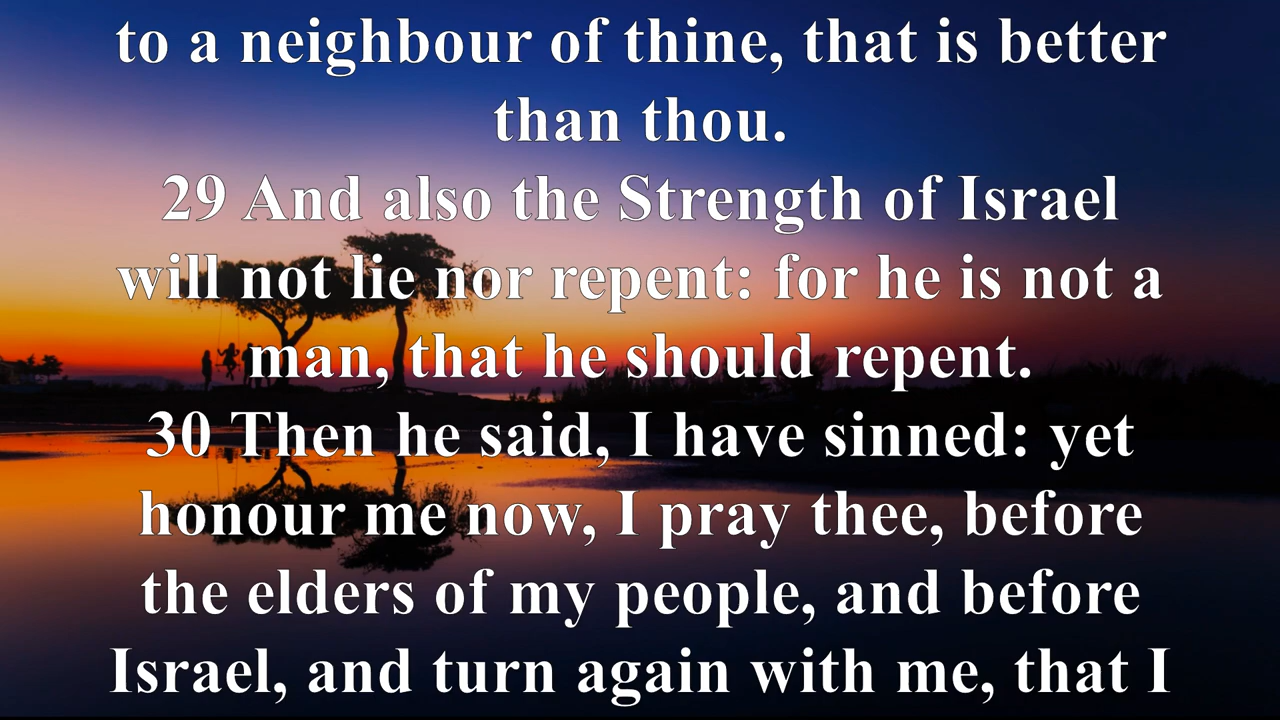 to a neighbour of thine, that is better
than thou.
29 And also the Strength of Israel
will not lie nor repent: for he is not a
man, that he should repent.
30 Then he said, I have sinned: yet
honour me now, I pray thee, before
the elders of my people, and before
Israel, and turn again with me, that I